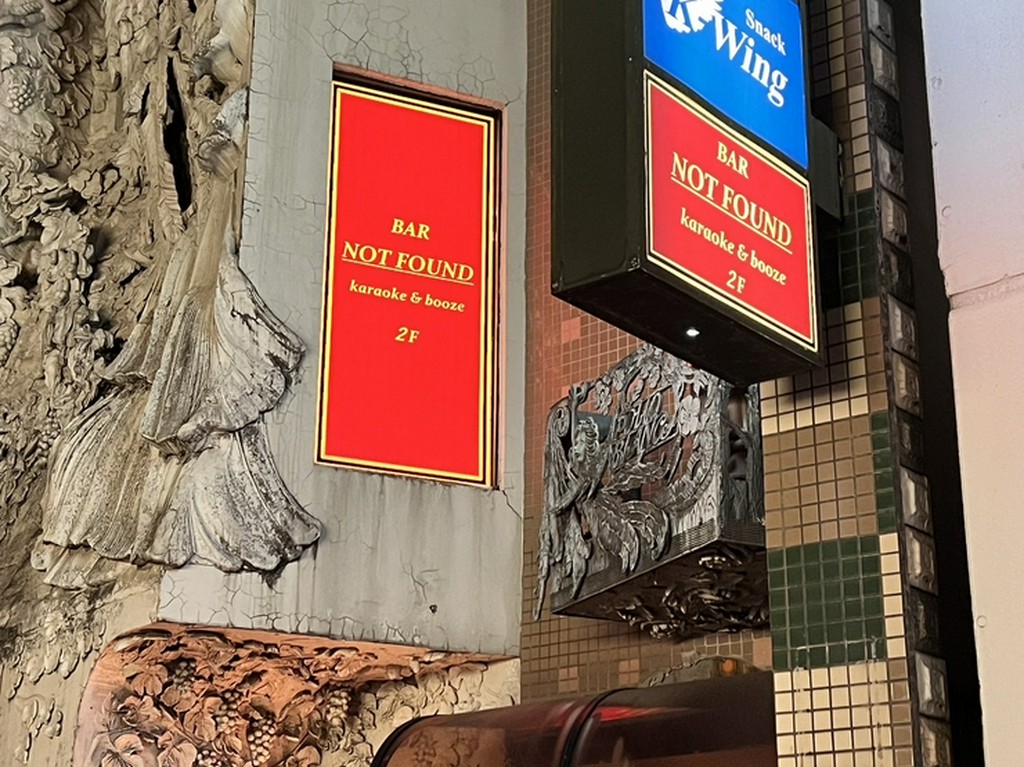 BAR
NOT FOUND
karaoke & booze
2F
Snack
Wing
BAR
NOT FOUND
karaoke & booze
2F